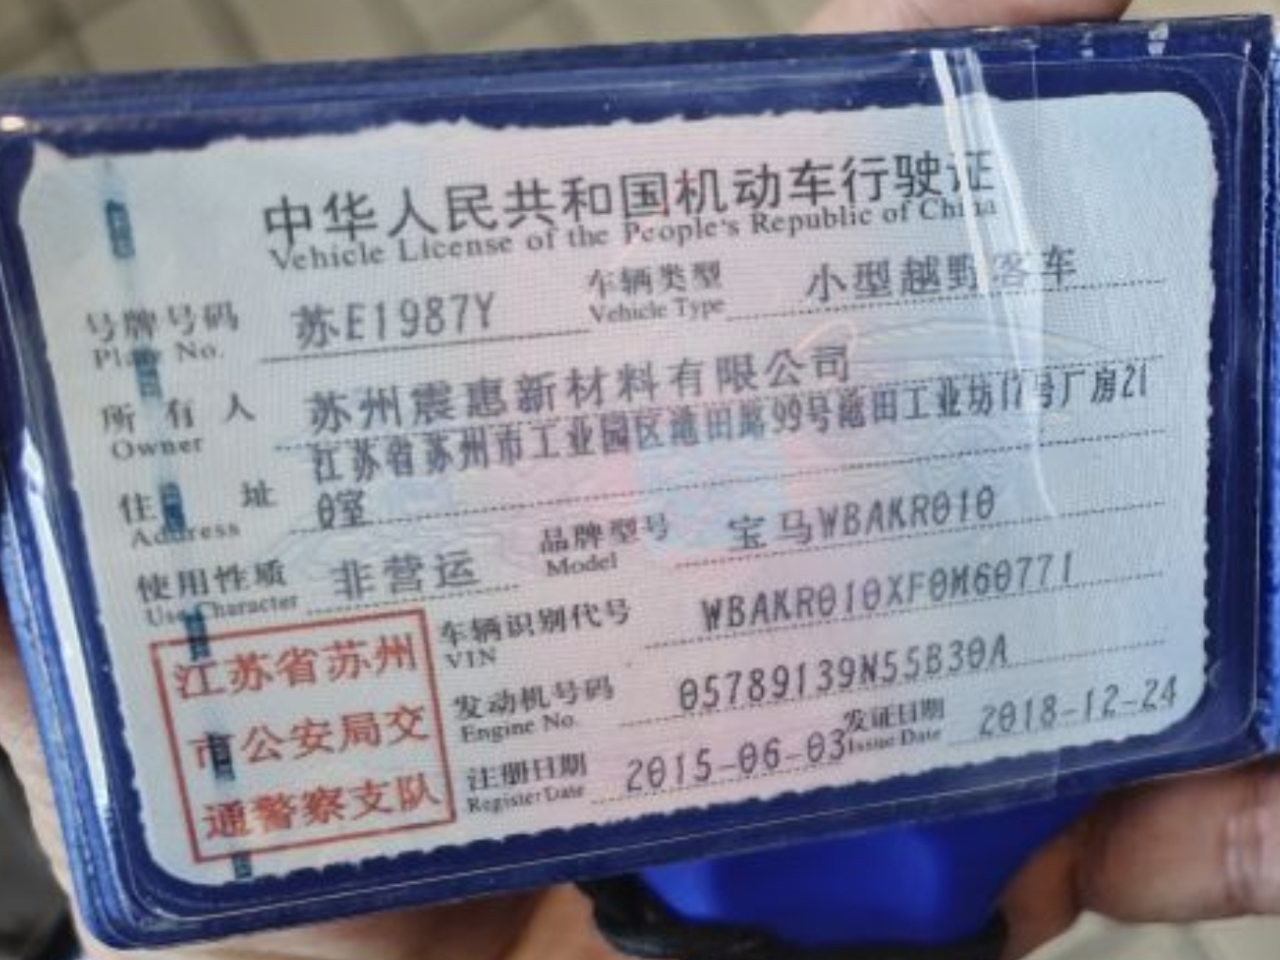 中华人民共和国机动车行驶证
Vehicle License of the People's Republic of China
号牌号码 苏E1987Y 车辆类型 小型越野客车
Plate No. Vehicle Type
所有人 苏州震惠新材料有限公司
Owner
住址 江苏省苏州市工业园区港田路99号港田工业坊17号厂房21
Address 0室
使用性质 非营运 品牌型号 宝马WBAKR010
Use Character Model
车辆识别代号 WBAKR010XF0M60771
VIN
发动机号码 05789139N55B30A
Engine No.
注册日期 2015-06-03 发证日期 2018-12-24
Register Date Issue Date
江苏省苏州
市公安局交
通警察支队